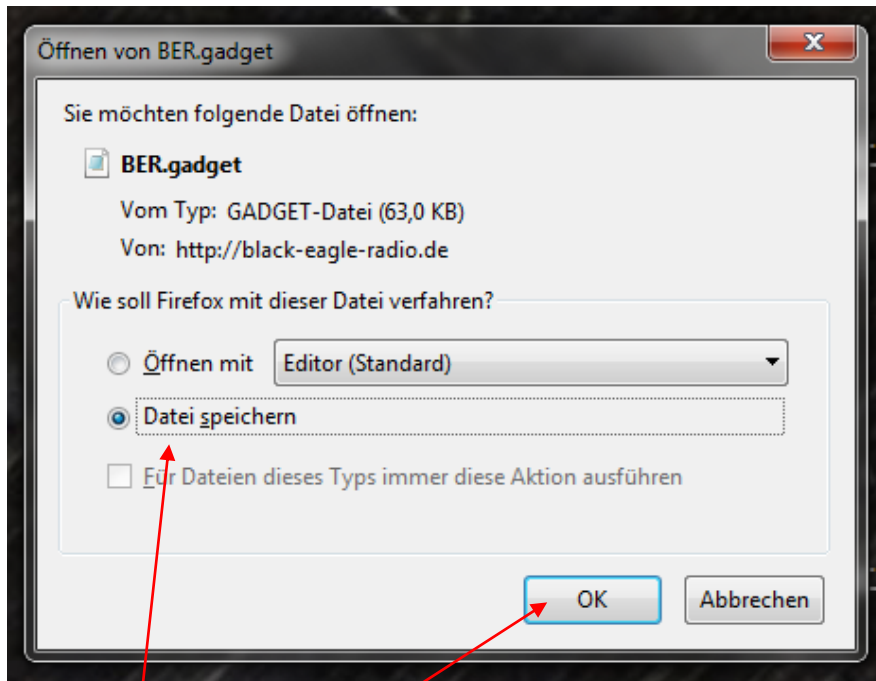 Öffnen von BER.gadget
Sie möchten folgende Datei öffnen:
BER.gadget
Vom Typ: GADGET-Datei (63,0 KB)
Von: http://black-eagle-radio.de
Wie soll Firefox mit dieser Datei verfahren?
Öffnen mit Editor (Standard)
Datei speichern
Für Dateien dieses Typs immer diese Aktion ausführen
OK Abbrechen